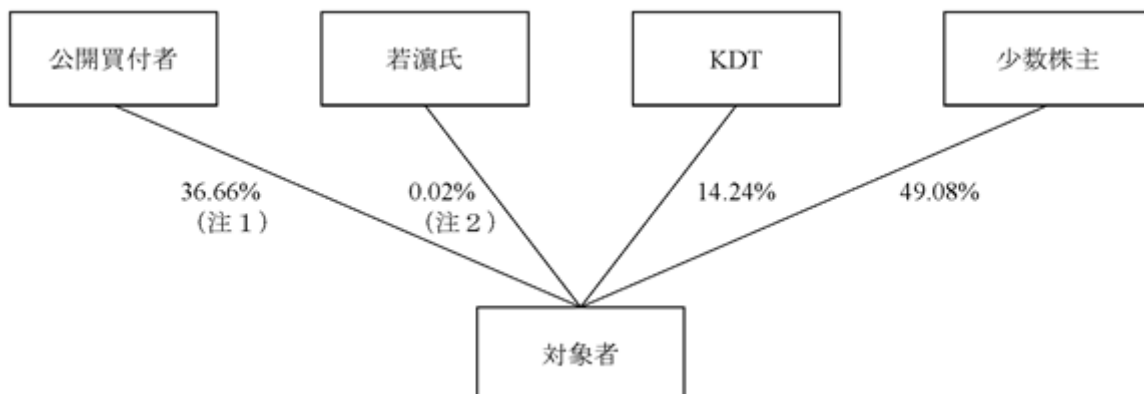 公開買付者
若濵氏
KDT
少数株主
36.66%
（注１）
0.02%
（注２）
14.24%
49.08%
対象者